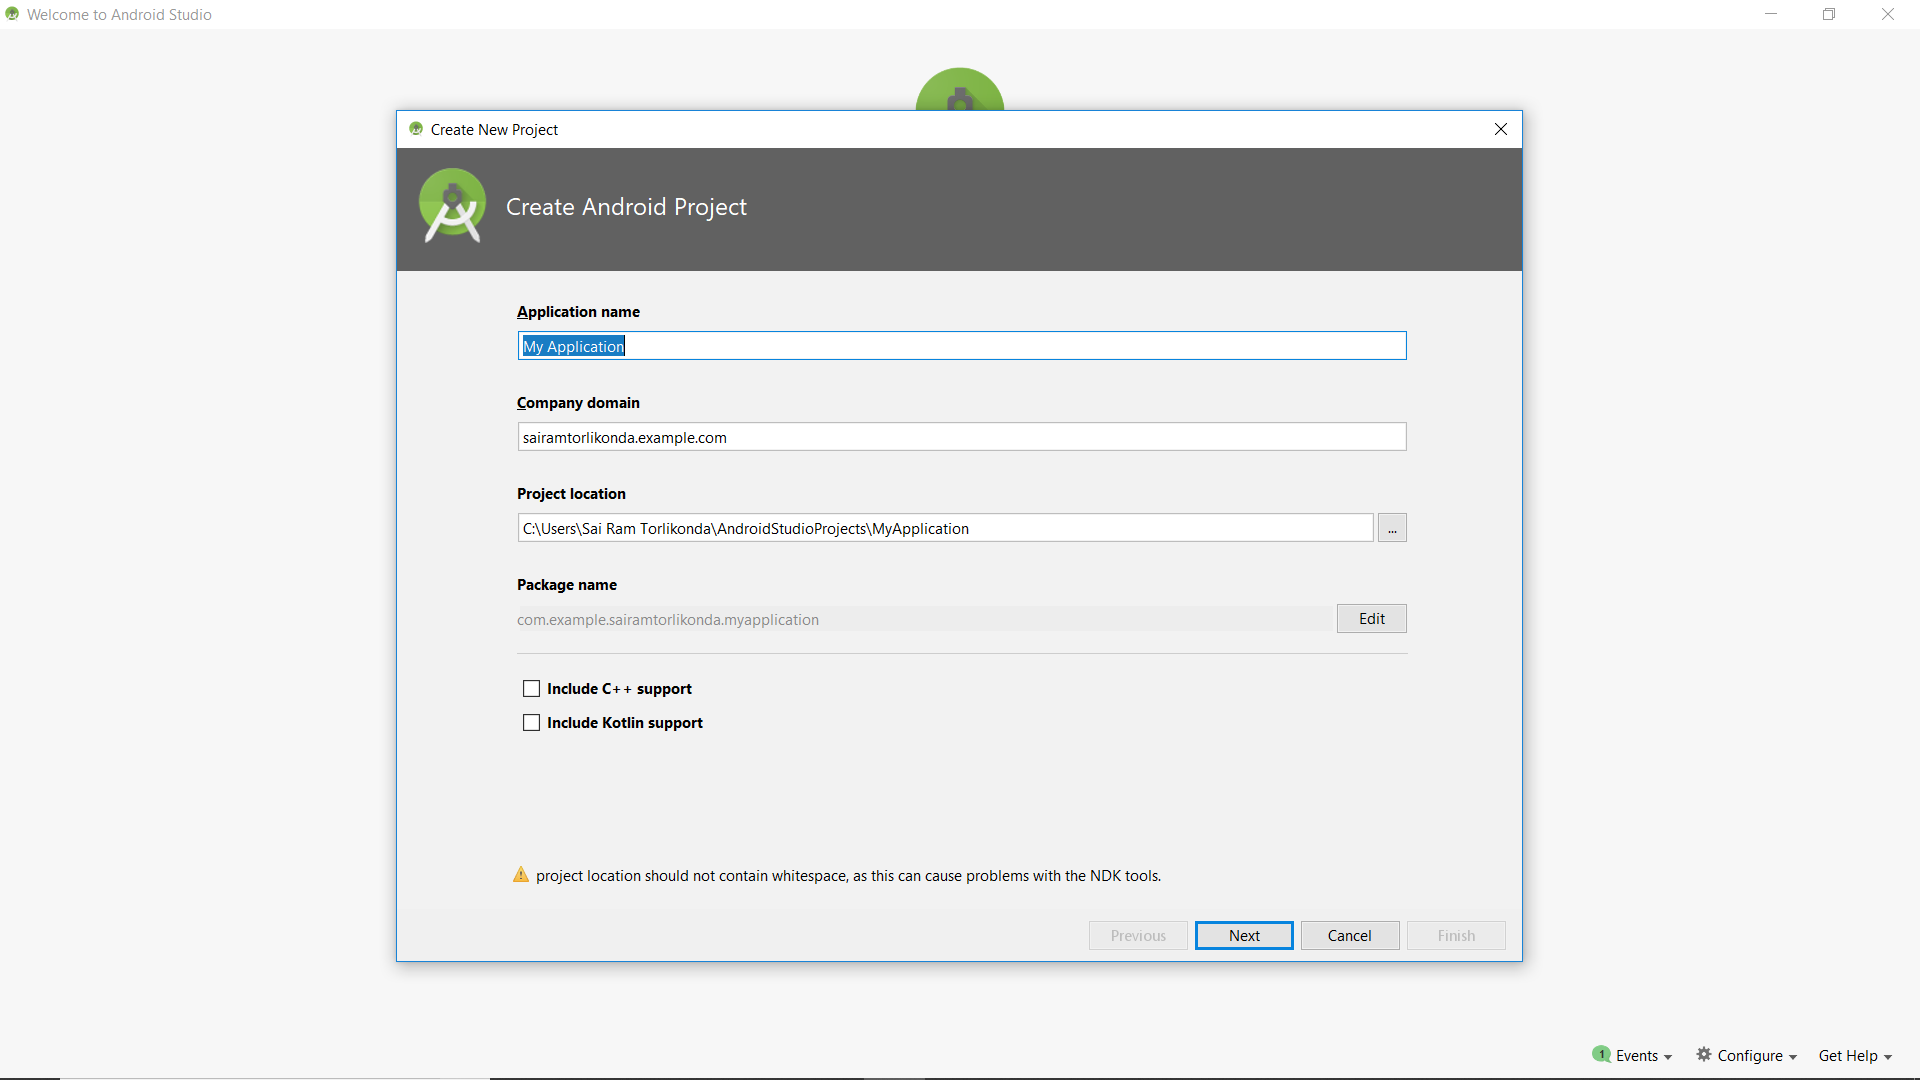 Welcome to Android Studio
Create New Project
Create Android Project
Application name
My Application
Company domain
sairamtorlikonda.example.com
Project location
C:\Users\Sai Ram Torlikonda\AndroidStudioProjects\MyApplication
...
Package name
com.example.sairamtorlikonda.myapplication
Edit
Include C++ support
Include Kotlin support
project location should not contain whitespace, as this can cause problems with the NDK tools.
Previous Next Cancel Finish
1 Events Configure Get Help